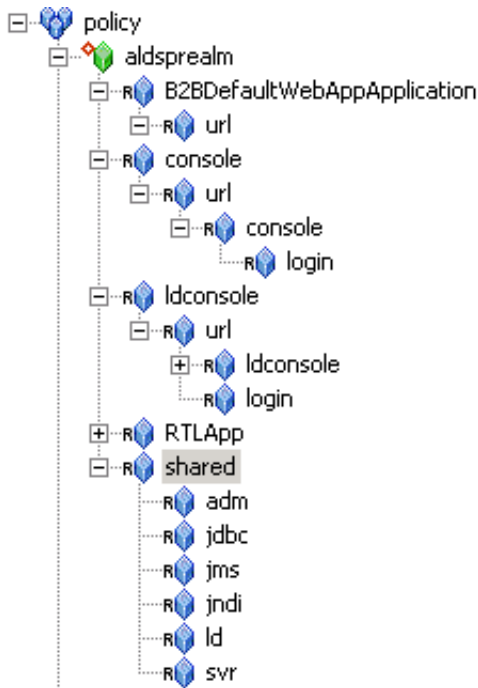 policy
aldsprealm
R B2BDefaultWebAppApplication
R url
R console
R url
R console
R login
R ldconsole
R url
R ldconsole
R login
R RTLApp
R shared
R adm
R jdbc
R jms
R jndi
R ld
R svr